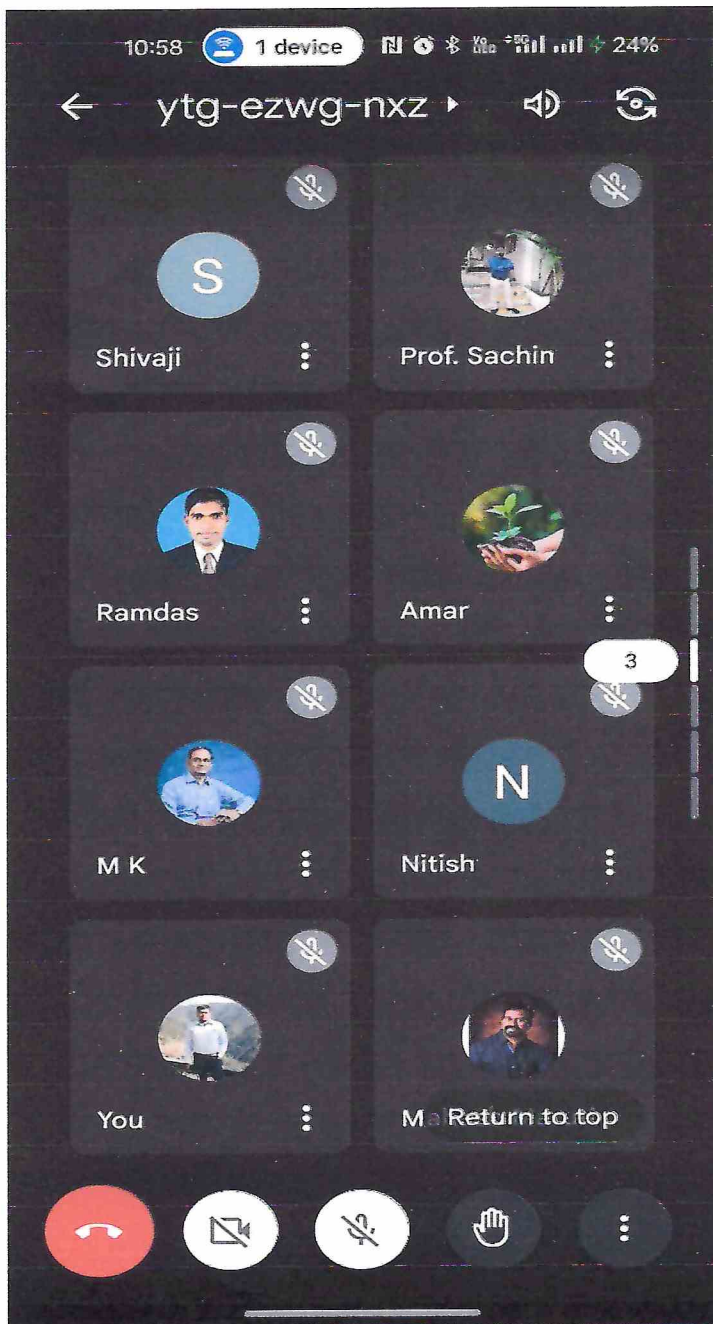 10:58 1 device 24%
ytg-ezwg-nxz
S
Shivaji
Prof. Sachin
Ramdas
Amar
3
M K
N
Nitish
You
M
Return to top